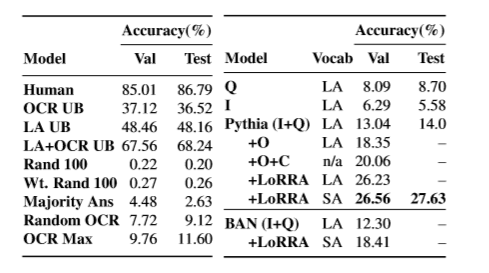 Accuracy(%)
Model Val Test
Human 85.01 86.79
OCR UB 37.12 36.52
LA UB 48.46 48.16
LA+OCR UB 67.56 68.24
Rand 100 0.22 0.20
Wt. Rand 100 0.27 0.26
Majority Ans 4.48 2.63
Random OCR 7.72 9.12
OCR Max 9.76 11.60
Accuracy(%)
Model Vocab Val Test
Q LA 8.09 8.70
I LA 6.29 5.58
Pythia (I+Q) LA 13.04 14.0
+O LA 18.35 –
+O+C n/a 20.06 –
+LoRRA LA 26.23 –
+LoRRA SA 26.56 27.63
BAN (I+Q) LA 12.30 –
+LoRRA SA 18.41 –